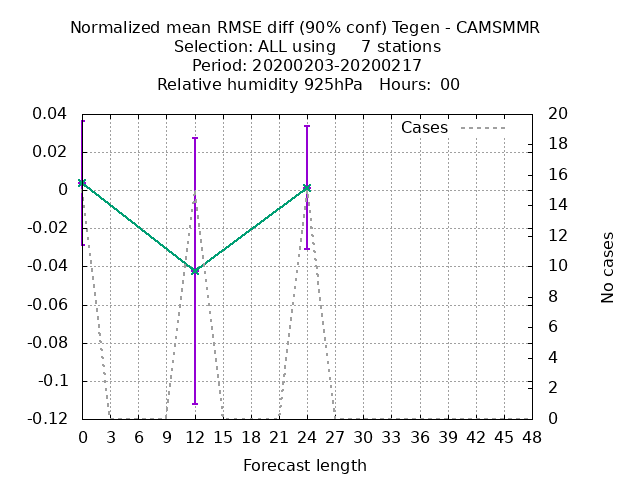 Normalized mean RMSE diff (90% conf) Tegen - CAMSMMR
Selection: ALL using 7 stations
Period: 20200203-20200217
Relative humidity 925hPa Hours: 00
Cases
0.04
0.02
0
-0.02
-0.04
-0.06
-0.08
-0.1
-0.12
20
18
16
14
12
10
8
6
4
2
0
No cases
0 3 6 9 12 15 18 21 24 27 30 33 36 39 42 45 48
Forecast length